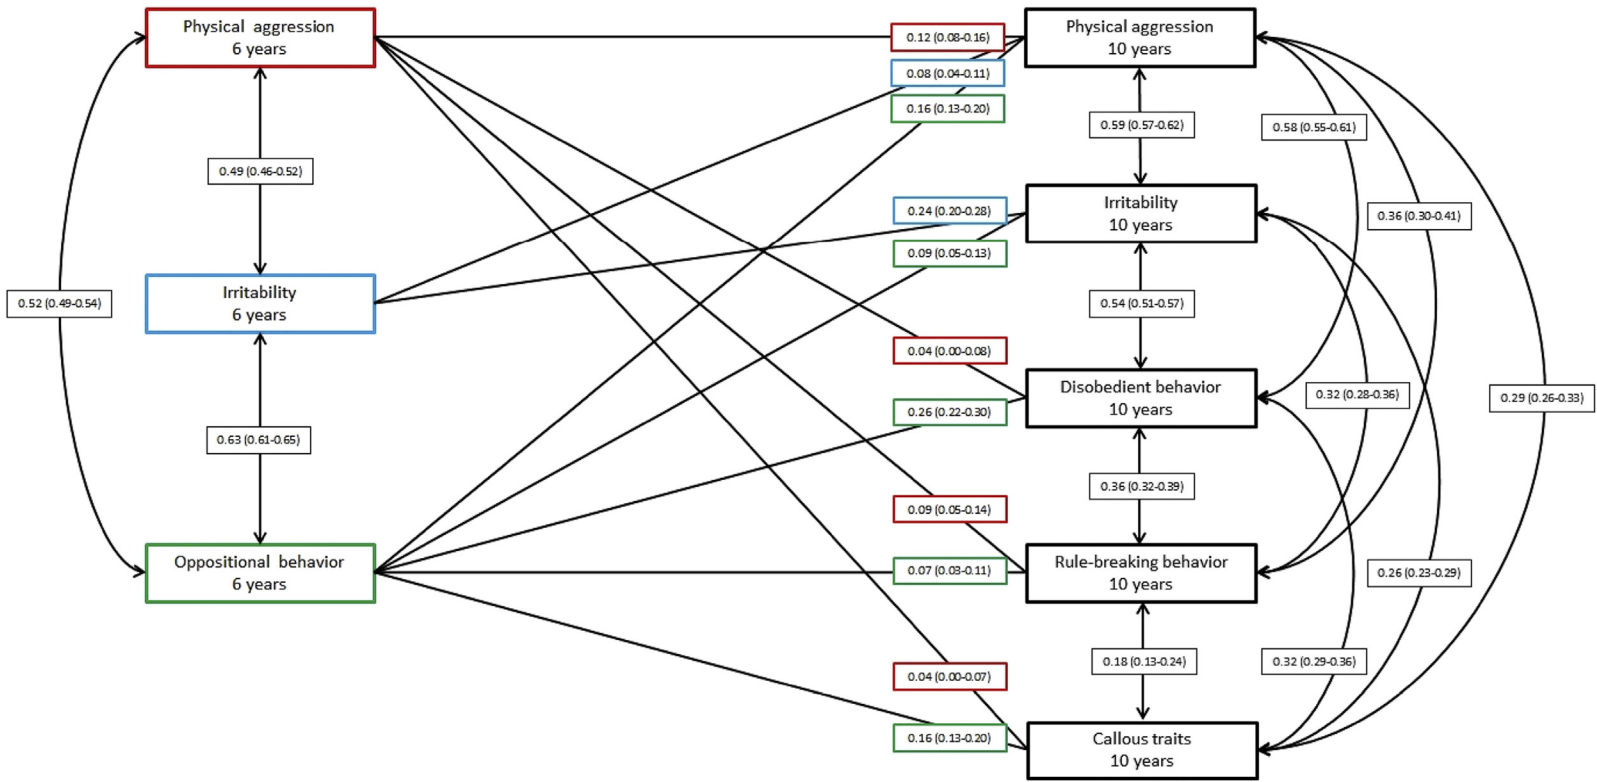 Physical aggression
6 years
0.49 (0.46-0.52)
0.52 (0.49-0.54)
Irritability
6 years
0.63 (0.61-0.65)
Oppositional behavior
6 years
0.12 (0.08-0.16)
0.08 (0.04-0.11)
0.16 (0.13-0.20)
0.24 (0.20-0.28)
0.09 (0.05-0.13)
0.04 (0.00-0.08)
0.26 (0.22-0.30)
0.09 (0.05-0.14)
0.07 (0.03-0.11)
0.04 (0.00-0.07)
0.16 (0.13-0.20)
Physical aggression
10 years
0.59 (0.57-0.62)
Irritability
10 years
0.54 (0.51-0.57)
Disobedient behavior
10 years
0.36 (0.32-0.39)
Rule-breaking behavior
10 years
0.18 (0.13-0.24)
Callous traits
10 years
0.58 (0.55-0.61)
0.36 (0.30-0.41)
0.32 (0.28-0.36)
0.29 (0.26-0.33)
0.26 (0.23-0.29)
0.32 (0.29-0.36)